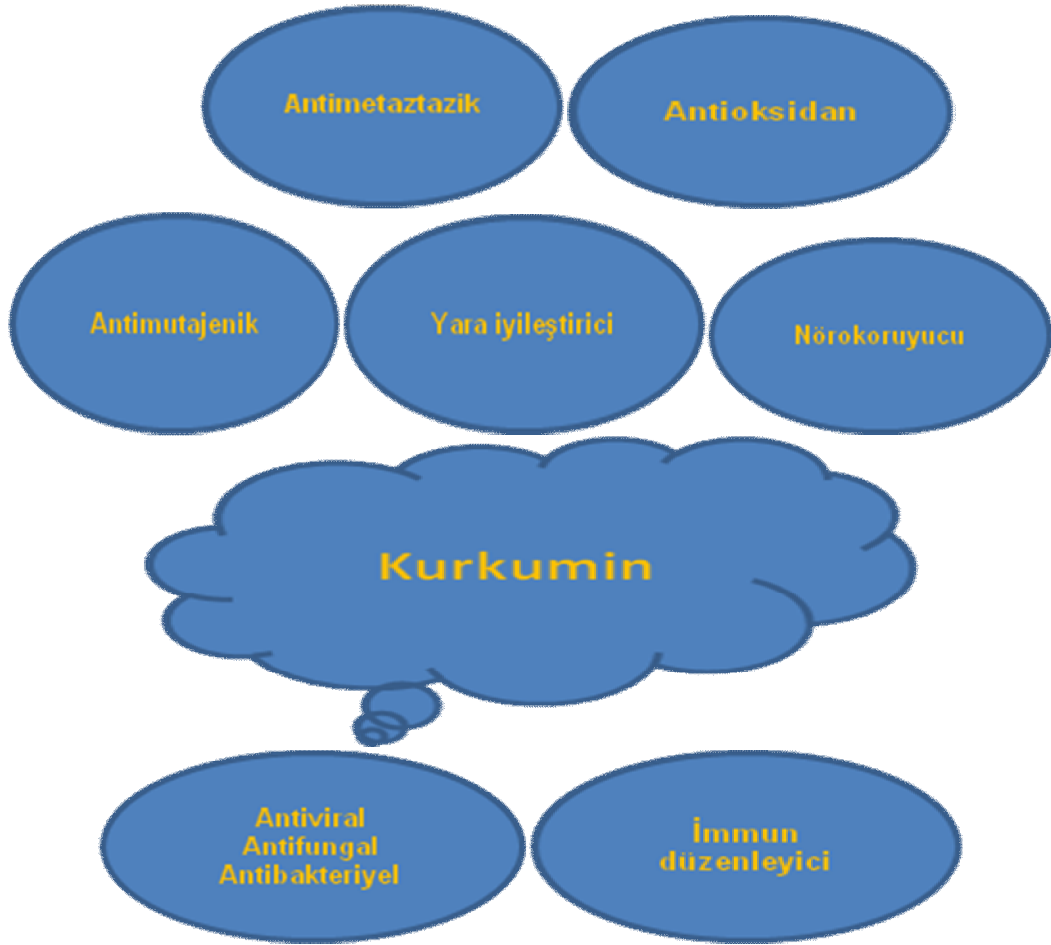 Antimetaztazik
Antioksidan
Antimutajenik
Yara iyileştirici
Nörokoruyucu
Kurkumin
Antiviral
Antifungal
Antibakteriyel
İmmun
düzenleyici